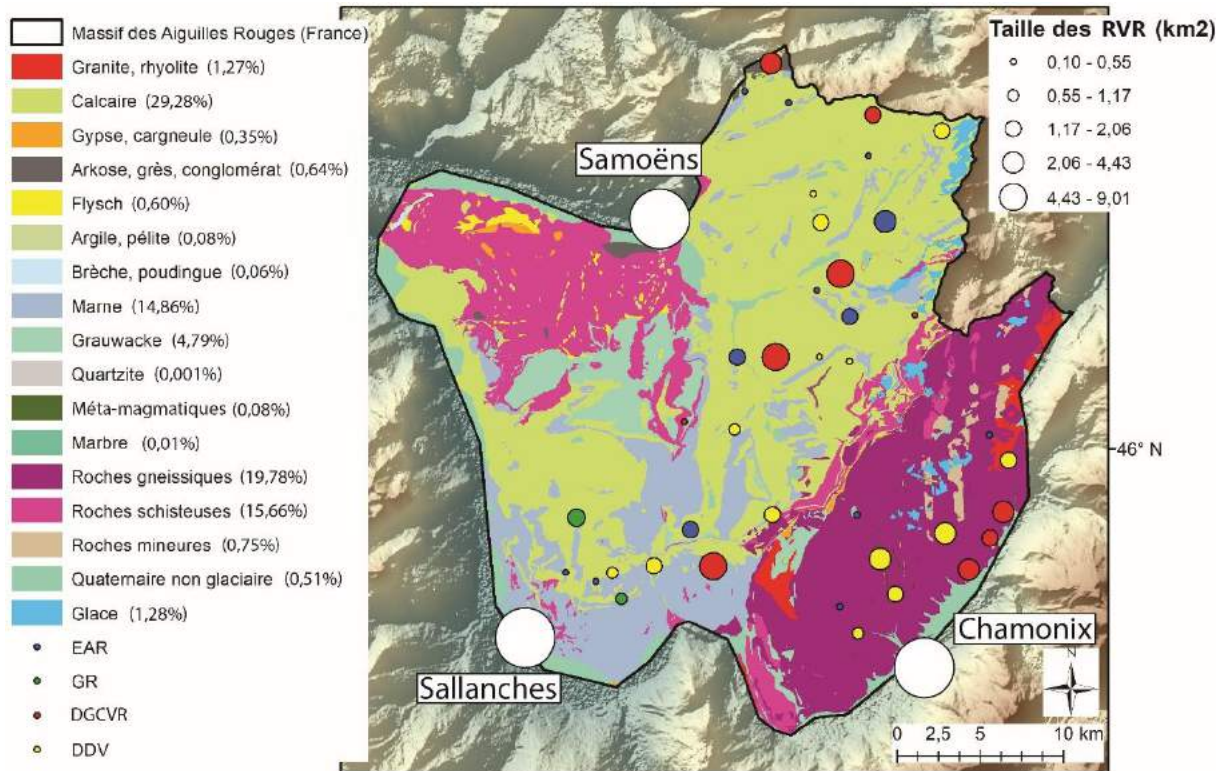 Massif des Aiguilles Rouges (France)
Granite, rhyolite (1,27%)
Calcaire (29,28%)
Gypse, cargneule (0,35%)
Arkose, grès, conglomérat (0,64%)
Flysch (0,60%)
Argile, pélite (0,08%)
Brèche, poudingue (0,06%)
Marne (14,86%)
Grauwacke (4,79%)
Quartzite (0,001%)
Méta-magmatiques (0,08%)
Marbre (0,01%)
Roches gneissiques (19,78%)
Roches schisteuses (15,66%)
Roches mineures (0,75%)
Quaternaire non glaciaire (0,51%)
Glace (1,28%)
EAR
GR
DGCVR
DDV
Taille des RVR (km2)
0,10 - 0,55
0,55 - 1,17
1,17 - 2,06
2,06 - 4,43
4,43 - 9,01
Samoëns
46° N
Sallanches
Chamonix
N
0 2,5 5 10 km